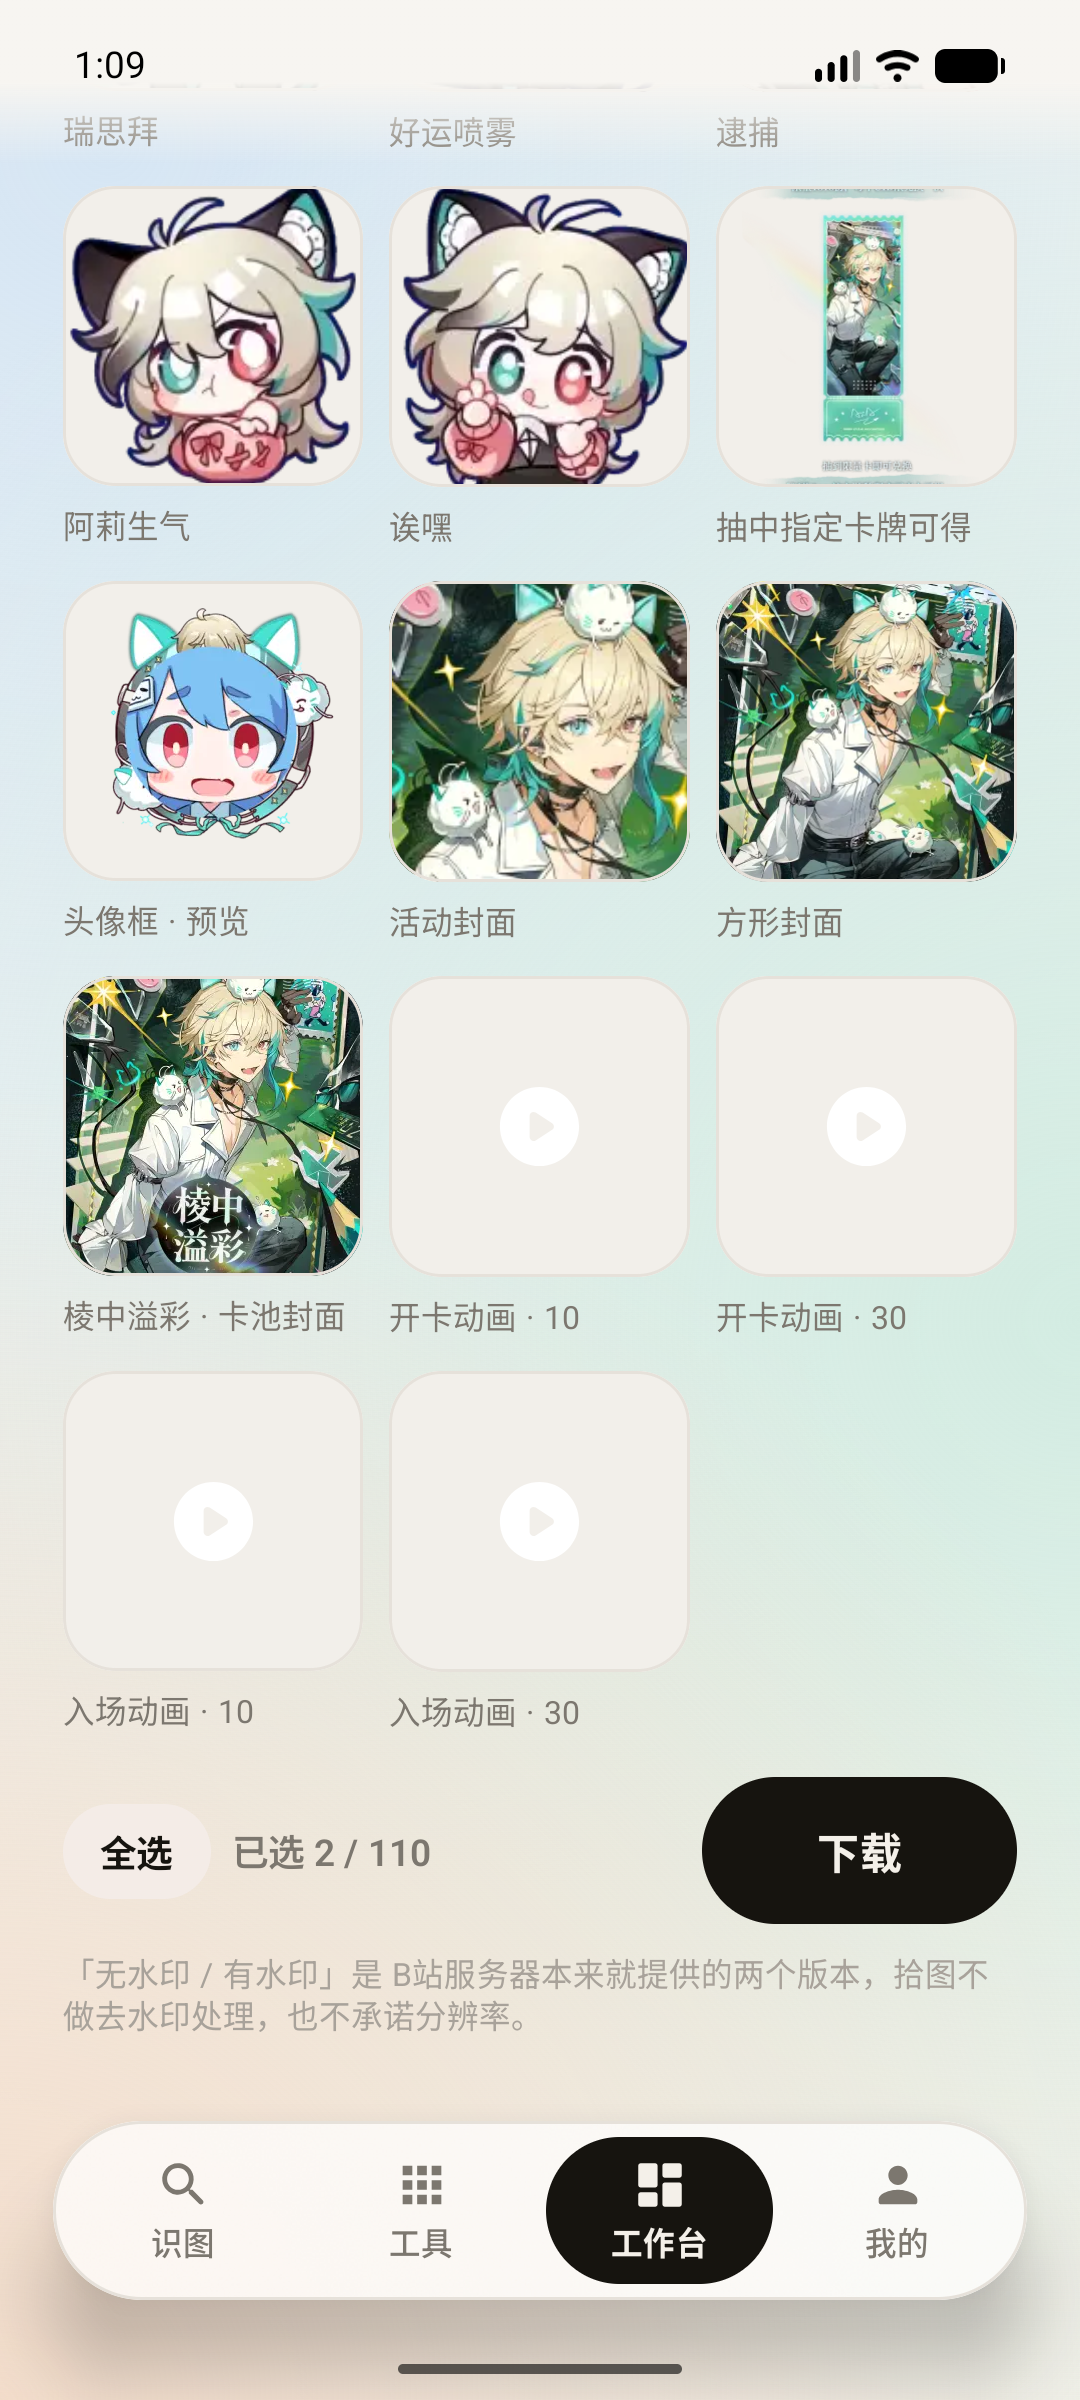 1:09
瑞思拜
好运喷雾
逮捕
阿莉生气
诶嘿
抽中指定卡牌可得
头像框 · 预览
活动封面
方形封面
棱中
溢彩
棱中溢彩 · 卡池封面
开卡动画 · 10
开卡动画 · 30
入场动画 · 10
入场动画 · 30
全选
已选 2 / 110
下载
「无水印 / 有水印」是 B站服务器本来就提供的两个版本，拾图不
做去水印处理，也不承诺分辨率。
识图
工具
工作台
我的